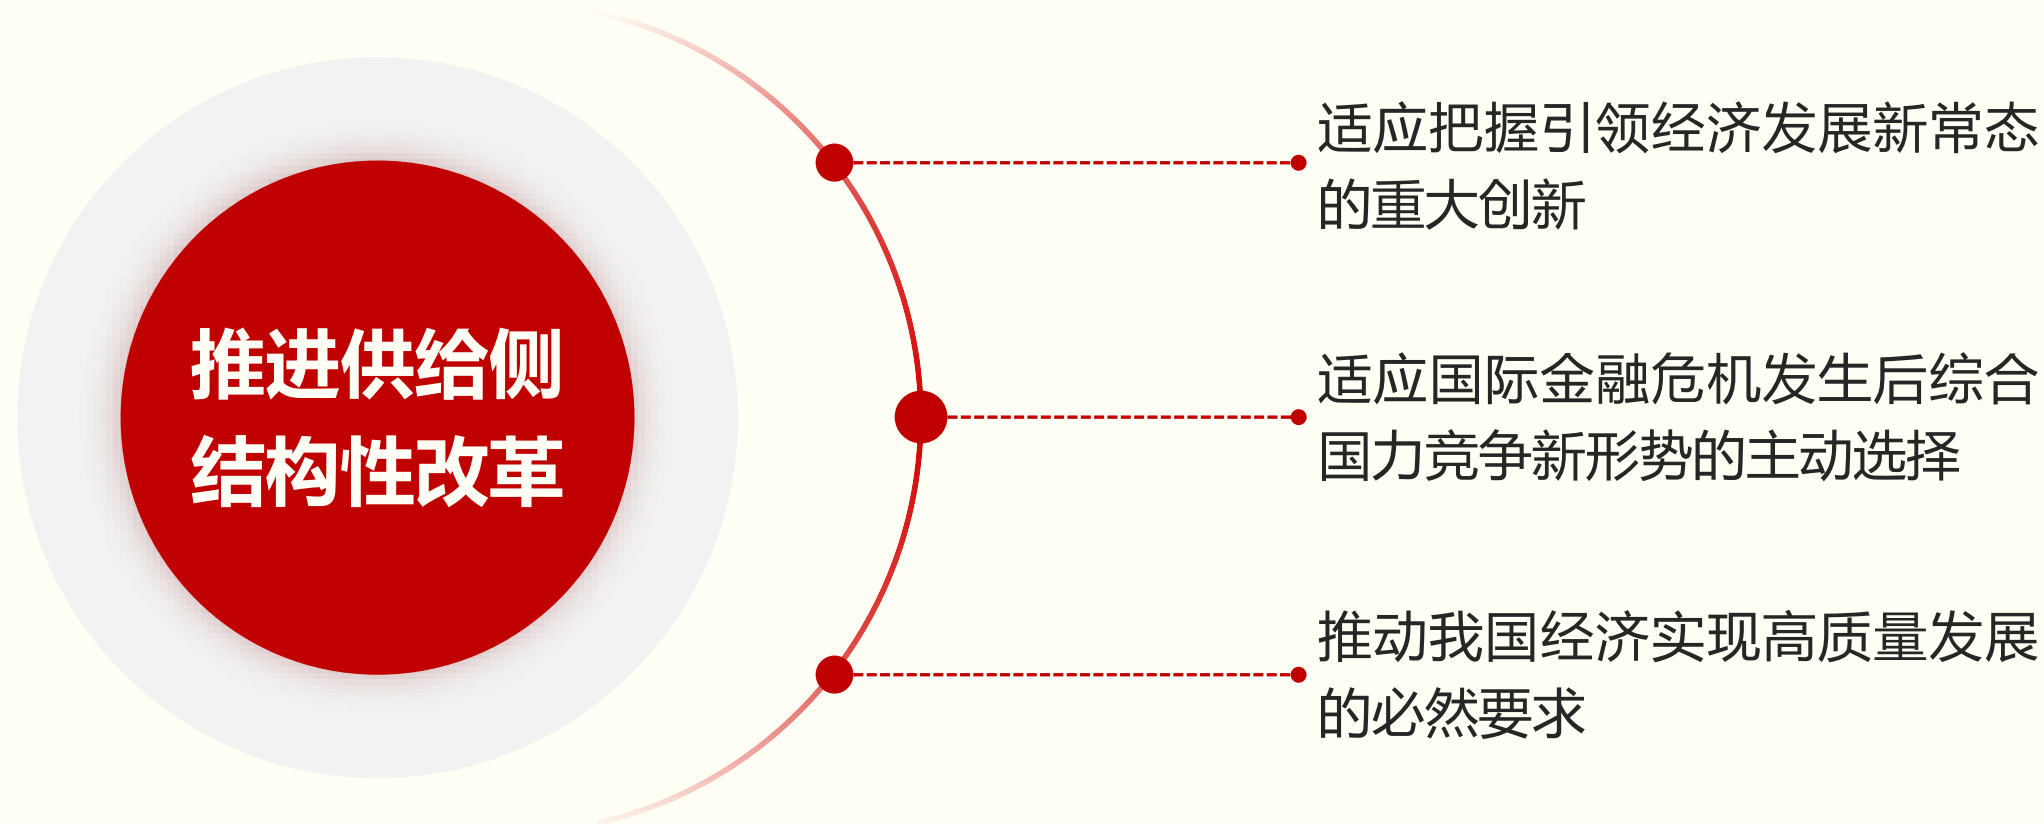 推进供给侧
结构性改革
适应把握引领经济发展新常态
的重大创新
适应国际金融危机发生后综合
国力竞争新形势的主动选择
推动我国经济实现高质量发展
的必然要求